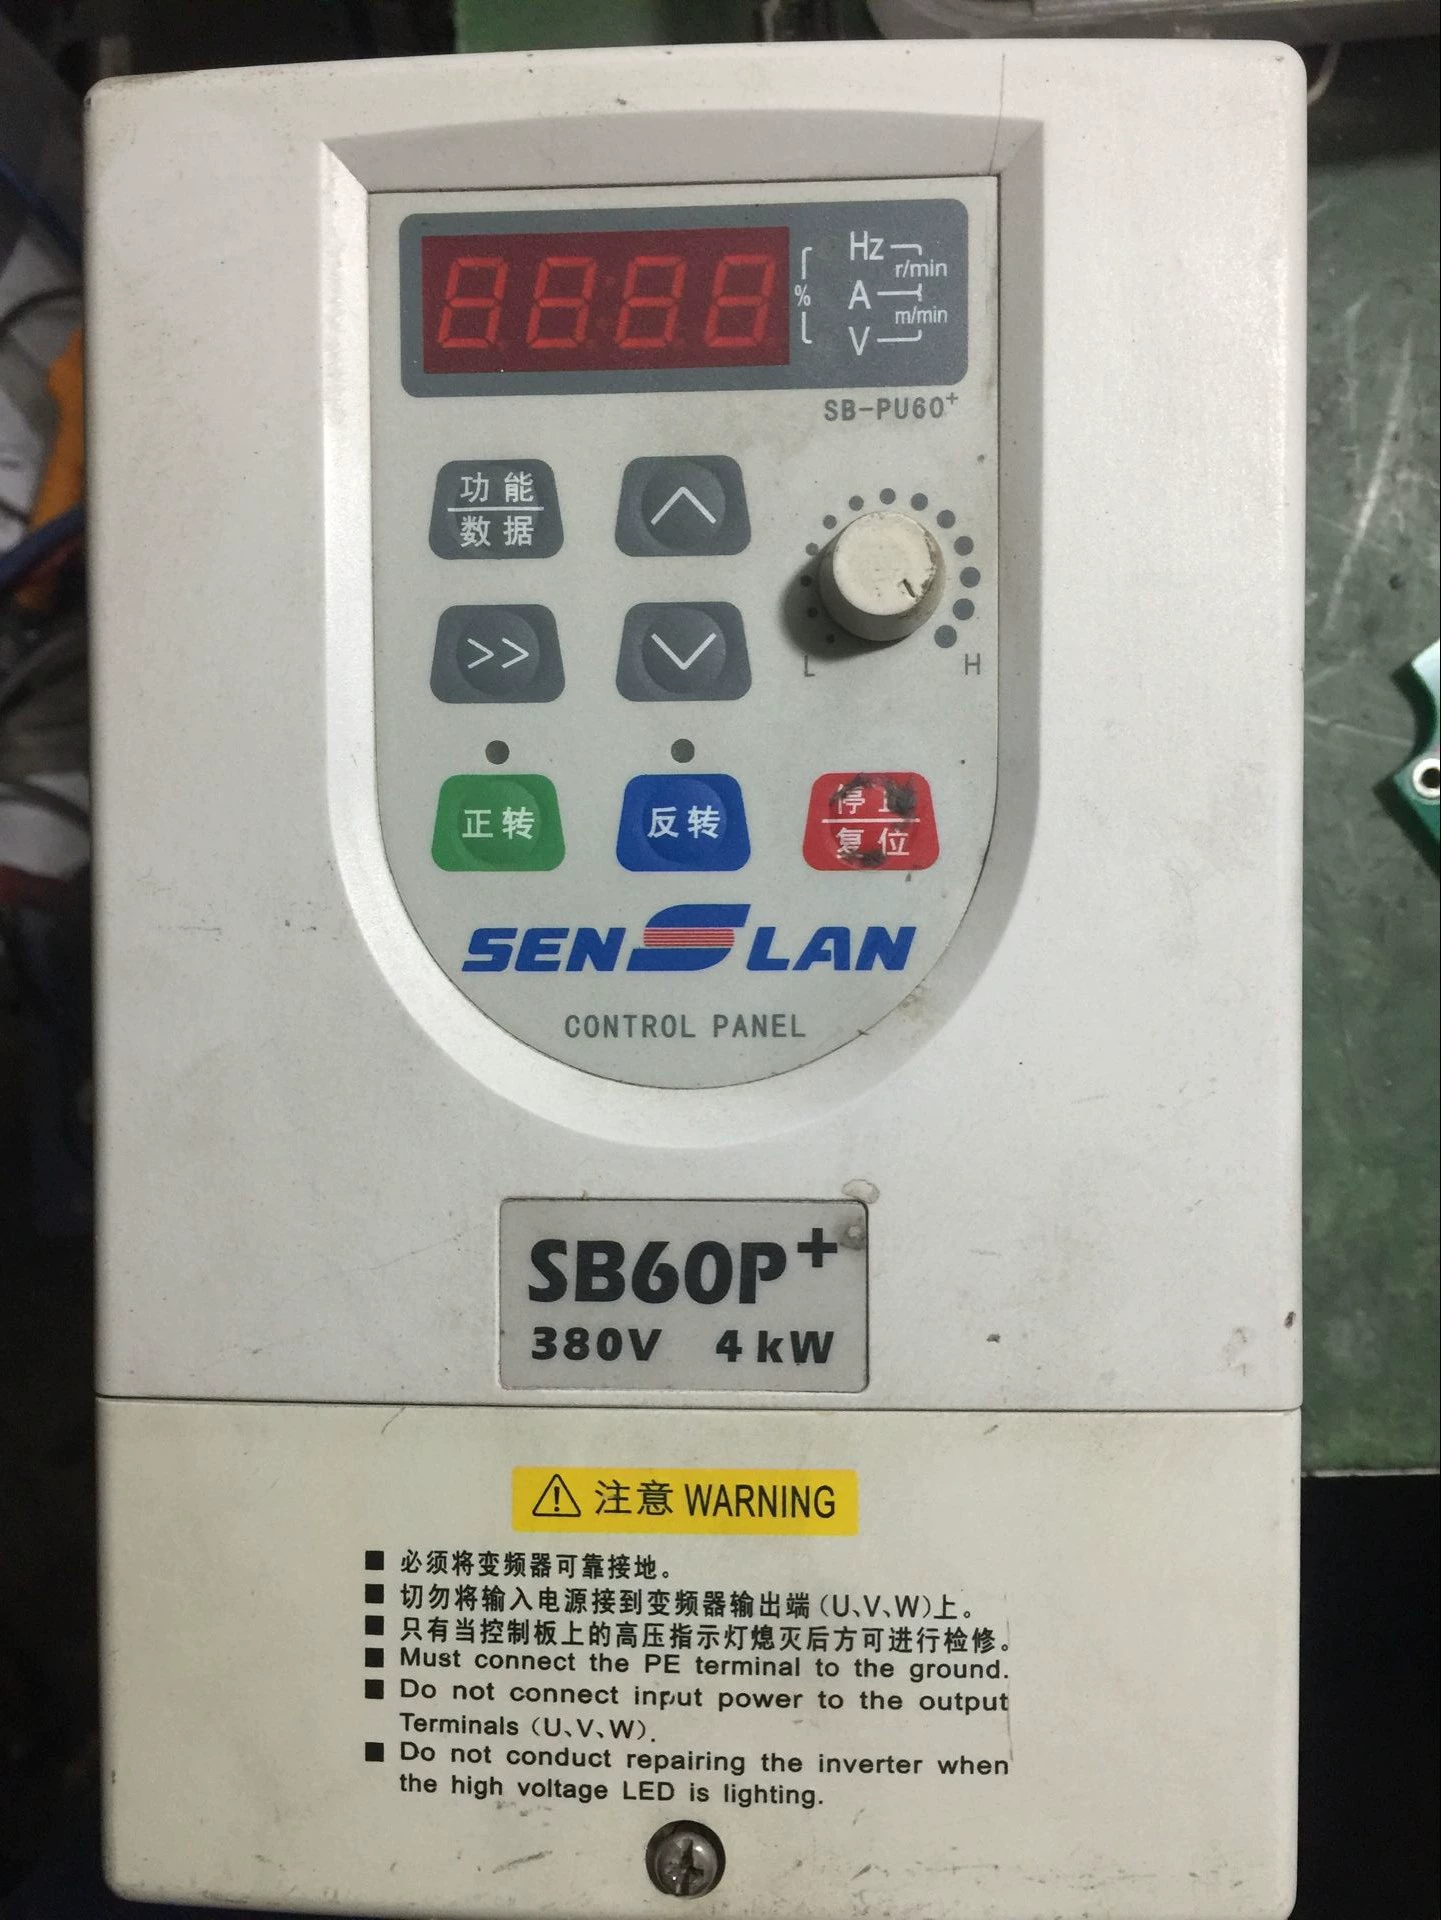 8888
%
Hz
r/min
A
m/min
V
SB-PU60+
功能
数据
>>
L
H
正转
反转
停止
复位
SENSLAN
CONTROL PANEL
SB60P+
380V 4kW
注意 WARNING
■ 必须将变频器可靠接地。
■ 切勿将输入电源接到变频器输出端(U、V、W)上。
■ 只有当控制板上的高压指示灯熄灭后方可进行检修。
■ Must connect the PE terminal to the ground.
■ Do not connect input power to the output
Terminals (U、V、W).
■ Do not conduct repairing the inverter when
the high voltage LED is lighting.